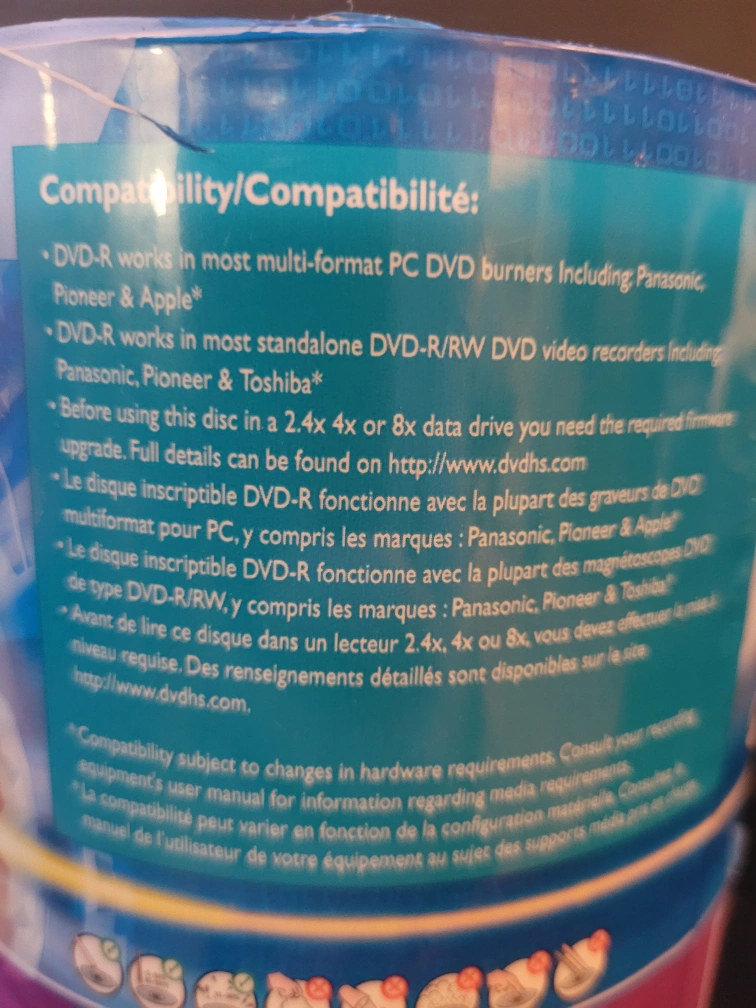 Compatibility/Compatibilité:
• DVD-R works in most multi-format PC DVD burners Including: Panasonic,
Pioneer & Apple*
• DVD-R works in most standalone DVD-R/RW DVD video recorders Including:
Panasonic, Pioneer & Toshiba*
• Before using this disc in a 2.4x 4x or 8x data drive you need the required firmware
upgrade. Full details can be found on http://www.dvdhs.com
• Le disque inscriptible DVD-R fonctionne avec la plupart des graveurs de DVD
multiformat pour PC, y compris les marques : Panasonic, Pioneer & Apple*
• Le disque inscriptible DVD-R fonctionne avec la plupart des magnétoscopes DVD
de type DVD-R/RW, y compris les marques : Panasonic, Pioneer & Toshiba*
• Avant de lire ce disque dans un lecteur 2.4x, 4x ou 8x, vous devez effectuer la mise à
niveau requise. Des renseignements détaillés sont disponibles sur le site
http://www.dvdhs.com.
*Compatibility subject to changes in hardware requirements. Consult your recording
equipment's user manual for information regarding media requirements.
*La compatibilité peut varier en fonction de la configuration matérielle. Consultez le
manuel de l'utilisateur de votre équipement au sujet des supports média pris en charge.